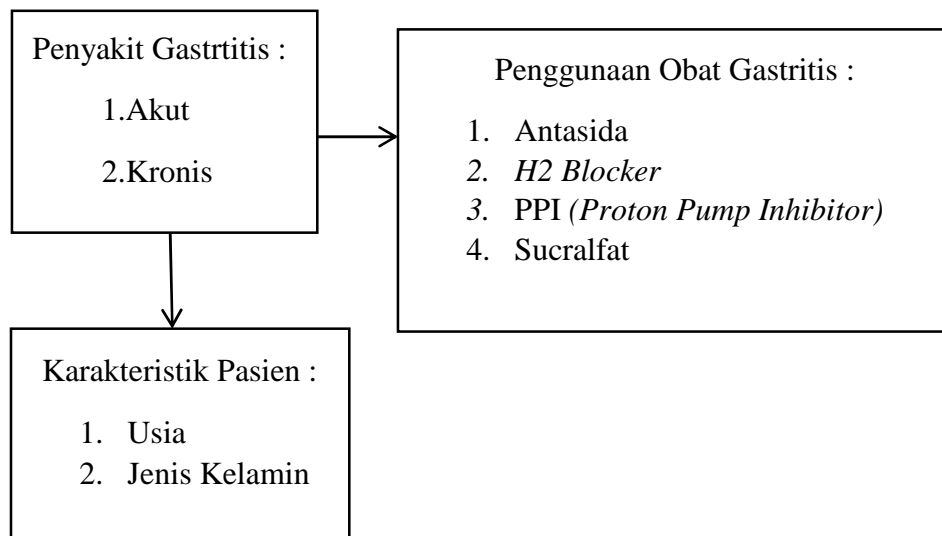 Penyakit Gastrtitis :
1.Akut
2.Kronis
Penggunaan Obat Gastritis :
1. Antasida
2. H2 Blocker
3. PPI (Proton Pump Inhibitor)
4. Sucralfat
Karakteristik Pasien :
1. Usia
2. Jenis Kelamin